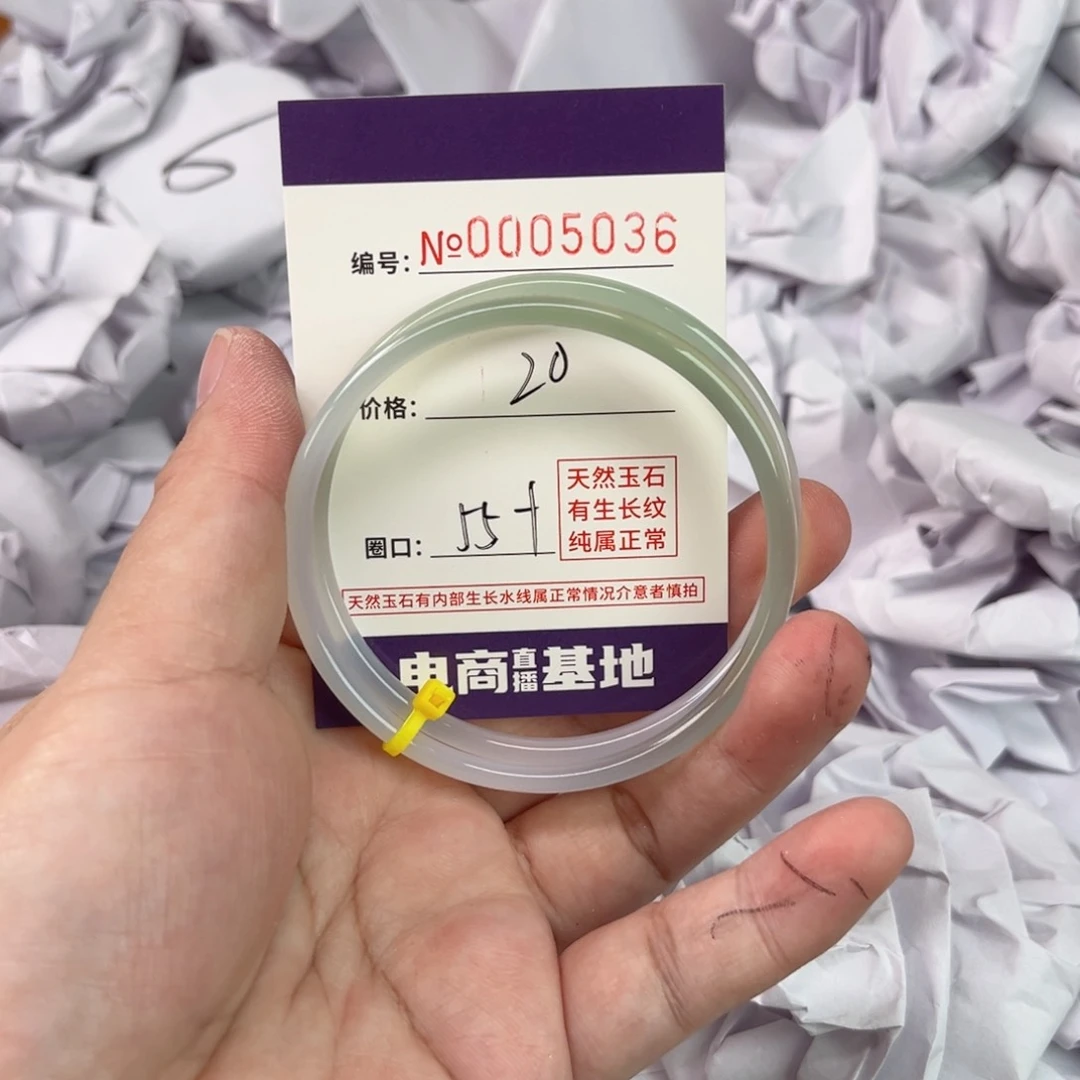 6
编号: №0005036
价格: 20
圈口: 55+
天然玉石
有生长纹
纯属正常
天然玉石有内部生长水线属正常情况介意者慎拍
电商直播基地